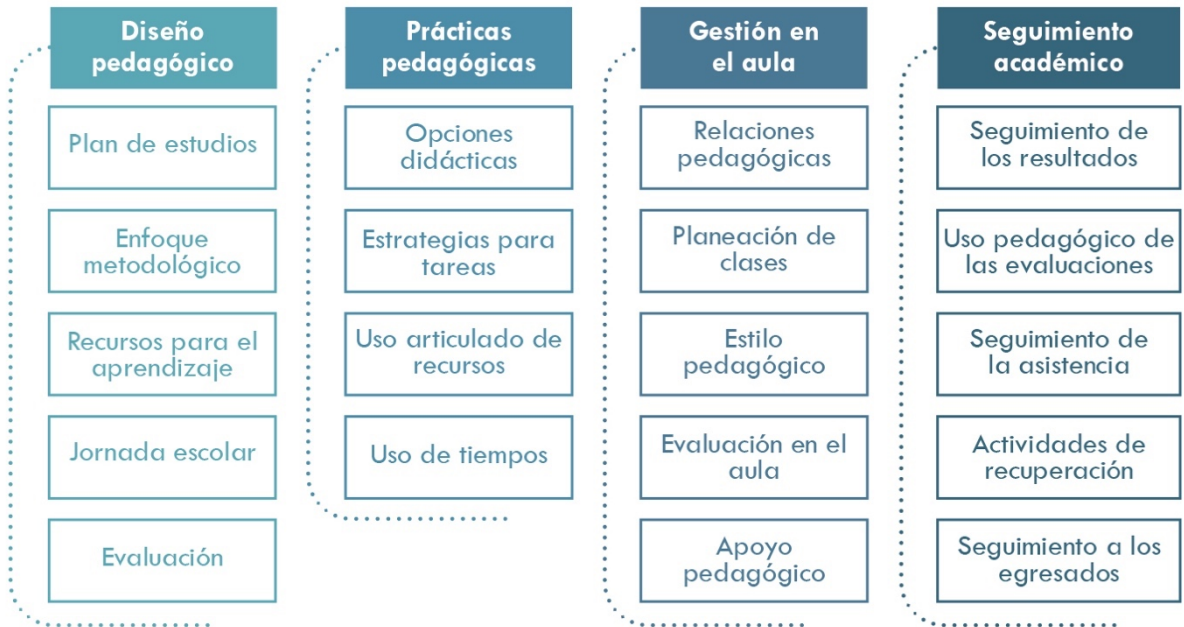 Diseño
pedagógico
Plan de estudios
Enfoque
metodológico
Recursos para el
aprendizaje
Jornada escolar
Evaluación
Prácticas
pedagógicas
Opciones
didácticas
Estrategias para
tareas
Uso articulado de
recursos
Uso de tiempos
Gestión en
el aula
Relaciones
pedagógicas
Planeación de
clases
Estilo
pedagógico
Evaluación en el
aula
Apoyo
pedagógico
Seguimiento
académico
Seguimiento de
los resultados
Uso pedagógico de
las evaluaciones
Seguimiento de
la asistencia
Actividades de
recuperación
Seguimiento a los
egresados